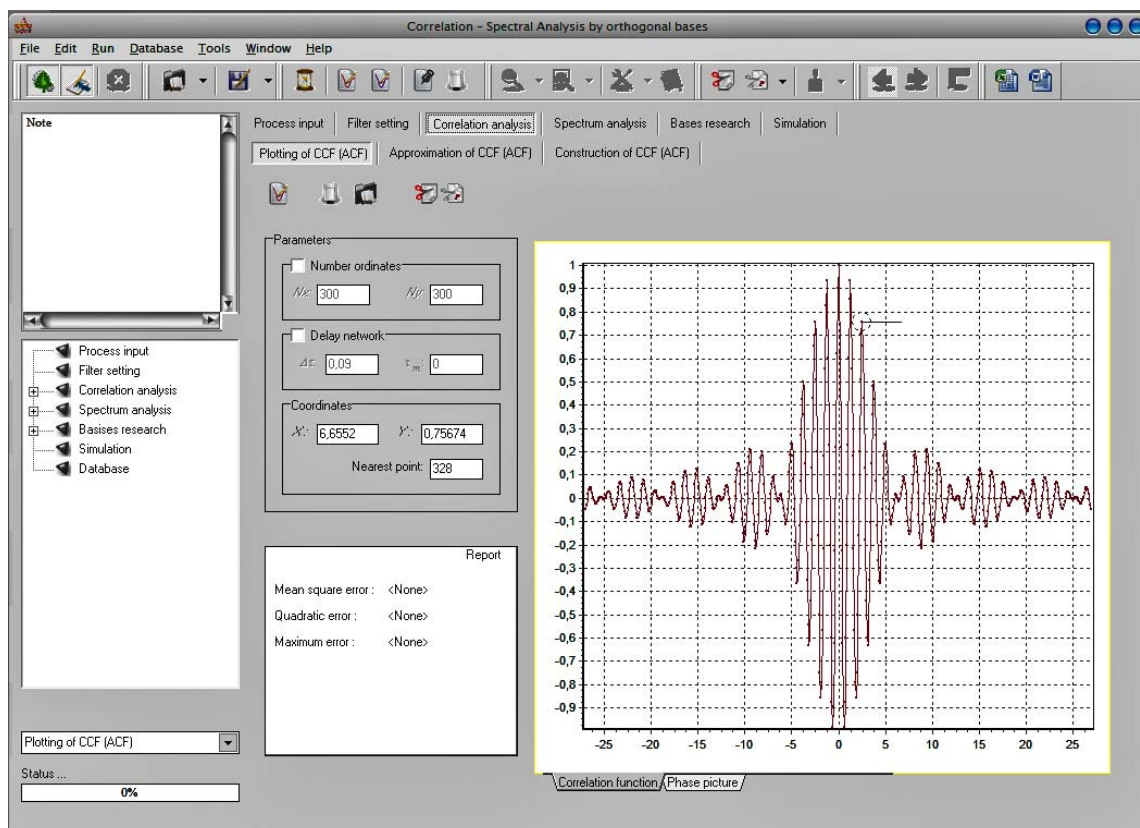 Correlation - Spectral Analysis by orthogonal bases
File Edit Run Database Tools Window Help
Note
Process input Filter setting Correlation analysis Spectrum analysis Bases research Simulation
Plotting of CCF (ACF) Approximation of CCF (ACF) Construction of CCF (ACF)
Process input
Filter setting
Correlation analysis
Spectrum analysis
Basises research
Simulation
Database
Plotting of CCF (ACF)
Status ...
0%
Parameters
Number ordinates
Nx: 300 Ny: 300
Delay network
Δτ: 0,09 τm: 0
Coordinates
X: 6,6552 Y: 0,75674
Nearest point: 328
Report
Mean square error : <None>
Quadratic error : <None>
Maximum error : <None>
1
0,9
0,8
0,7
0,6
0,5
0,4
0,3
0,2
0,1
0
-0,1
-0,2
-0,3
-0,4
-0,5
-0,6
-0,7
-0,8
-0,9
-25 -20 -15 -10 -5 0 5 10 15 20 25
Correlation function Phase picture